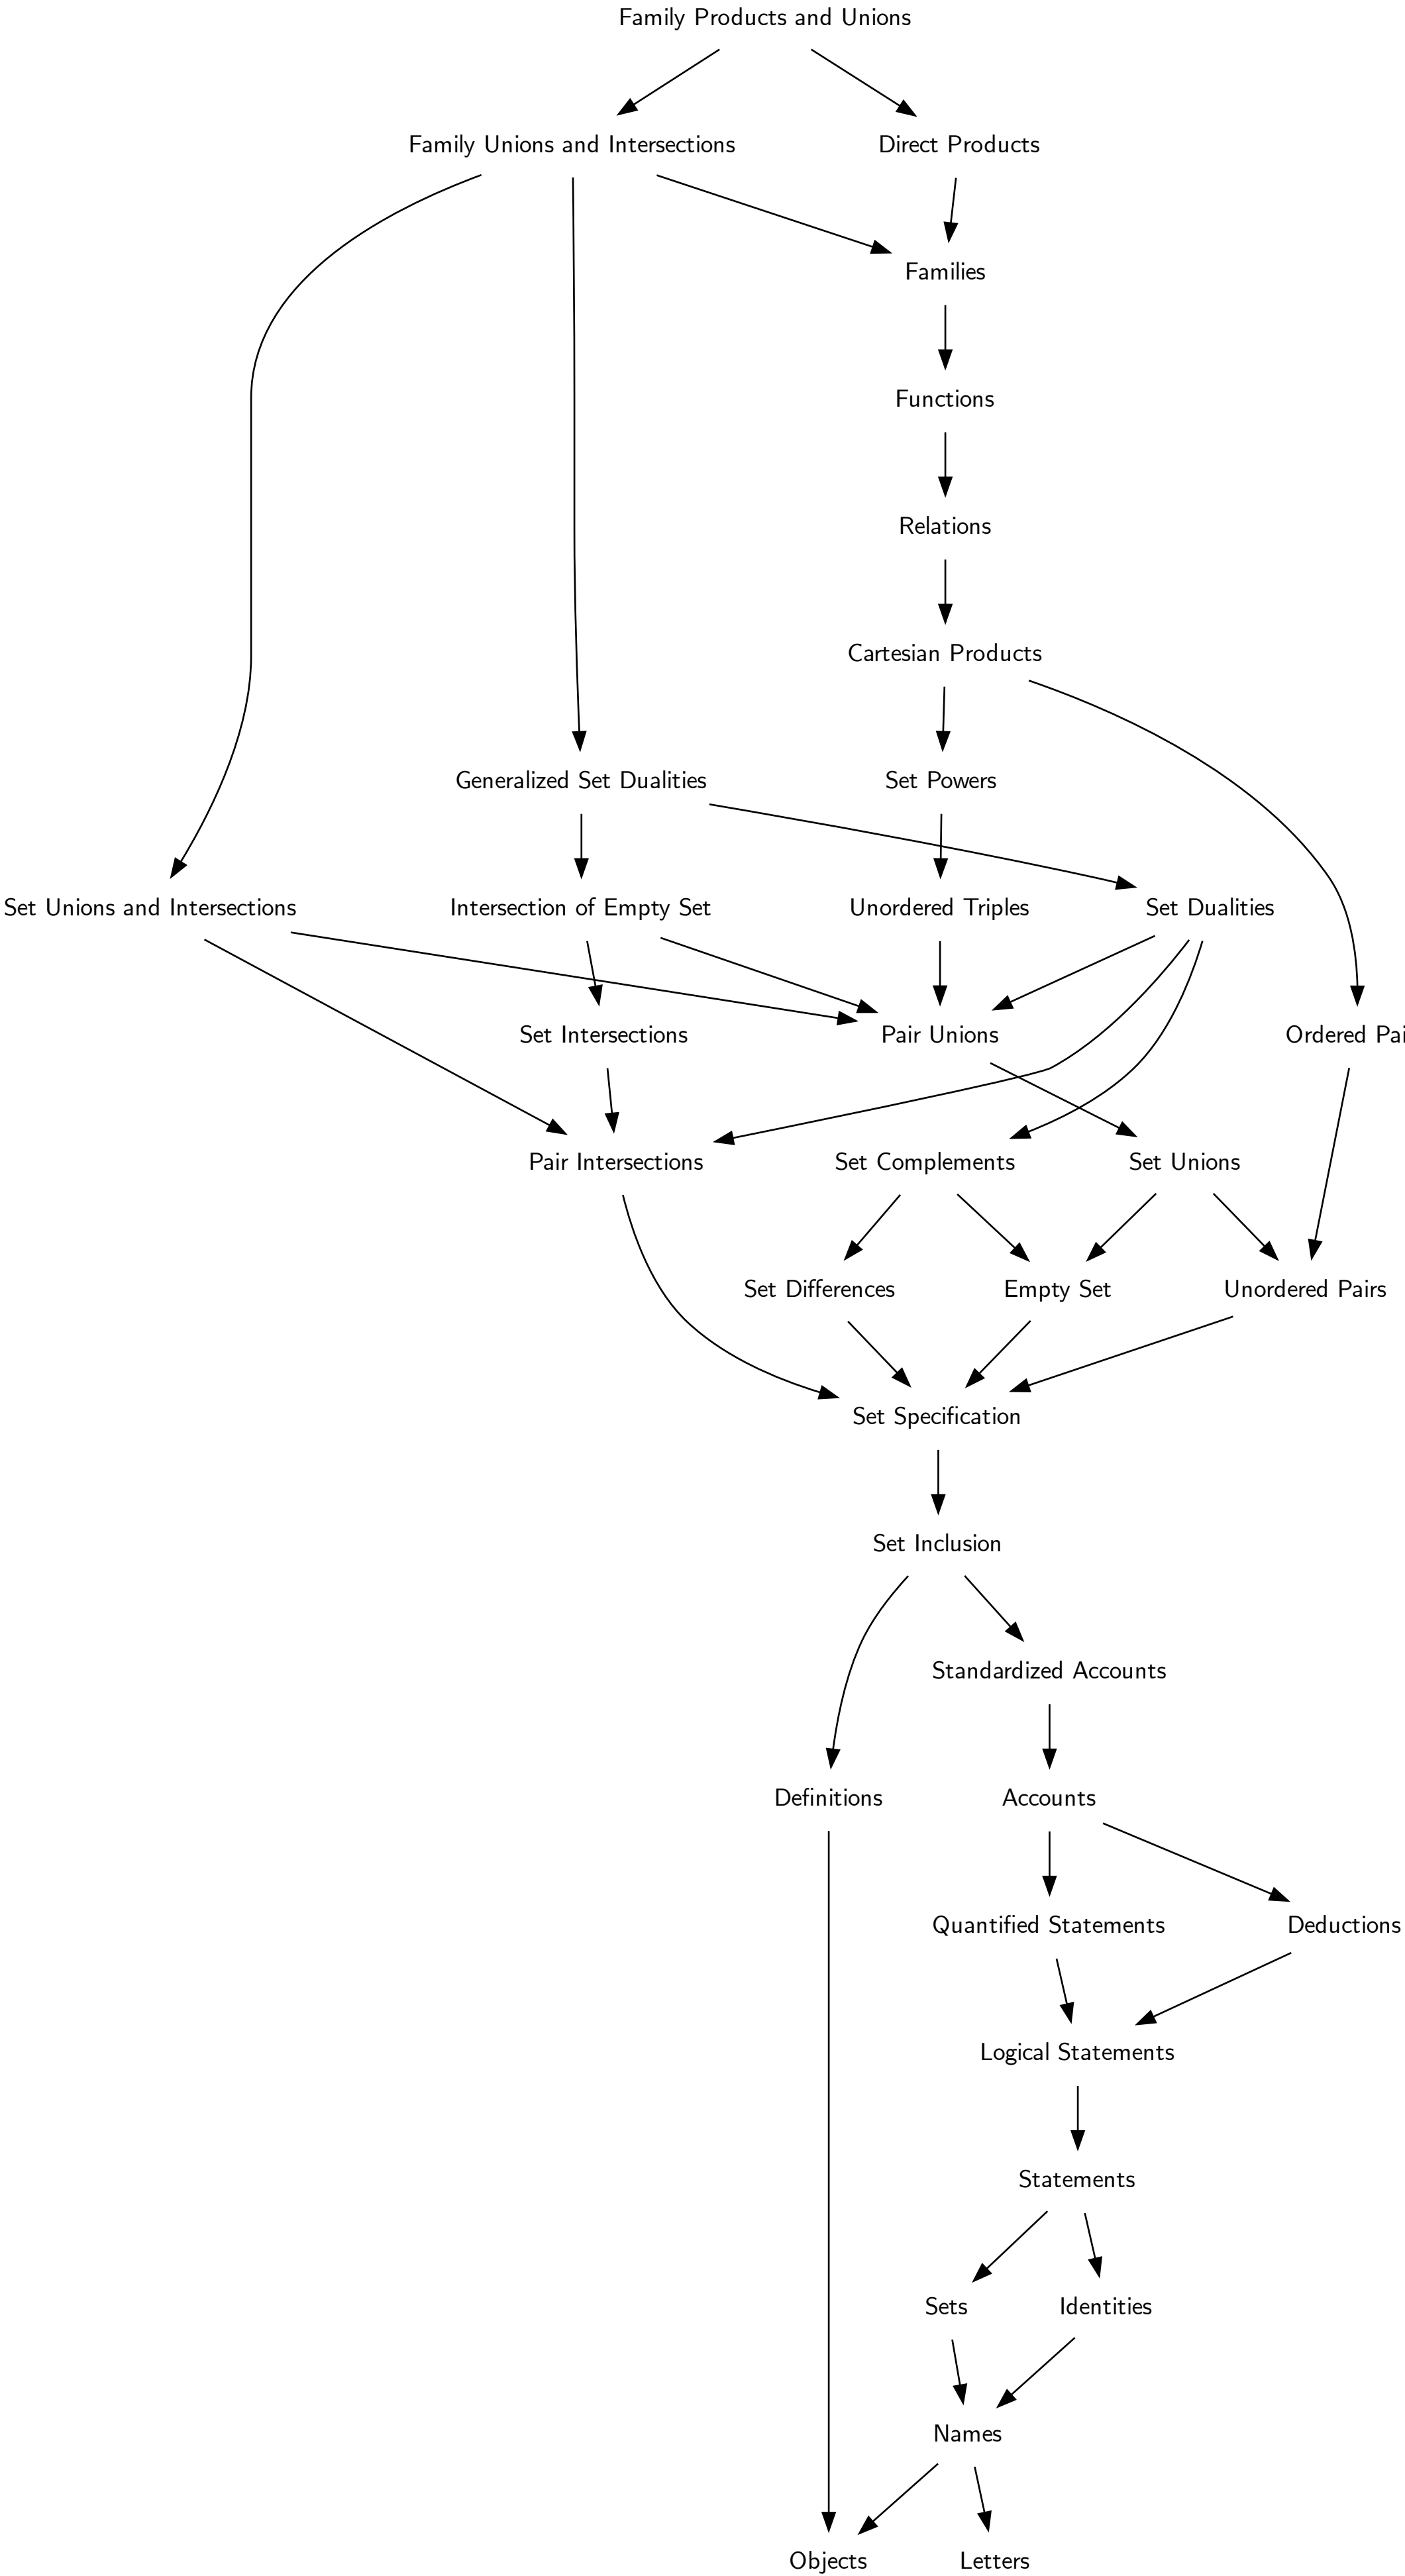 Family Products and Unions
Family Unions and Intersections
Direct Products
Families
Functions
Relations
Cartesian Products
Generalized Set Dualities
Set Powers
Set Unions and Intersections
Intersection of Empty Set
Unordered Triples
Set Dualities
Set Intersections
Pair Unions
Ordered Pai
Pair Intersections
Set Complements
Set Unions
Set Differences
Empty Set
Unordered Pairs
Set Specification
Set Inclusion
Standardized Accounts
Definitions
Accounts
Quantified Statements
Deductions
Logical Statements
Statements
Sets
Identities
Names
Objects
Letters